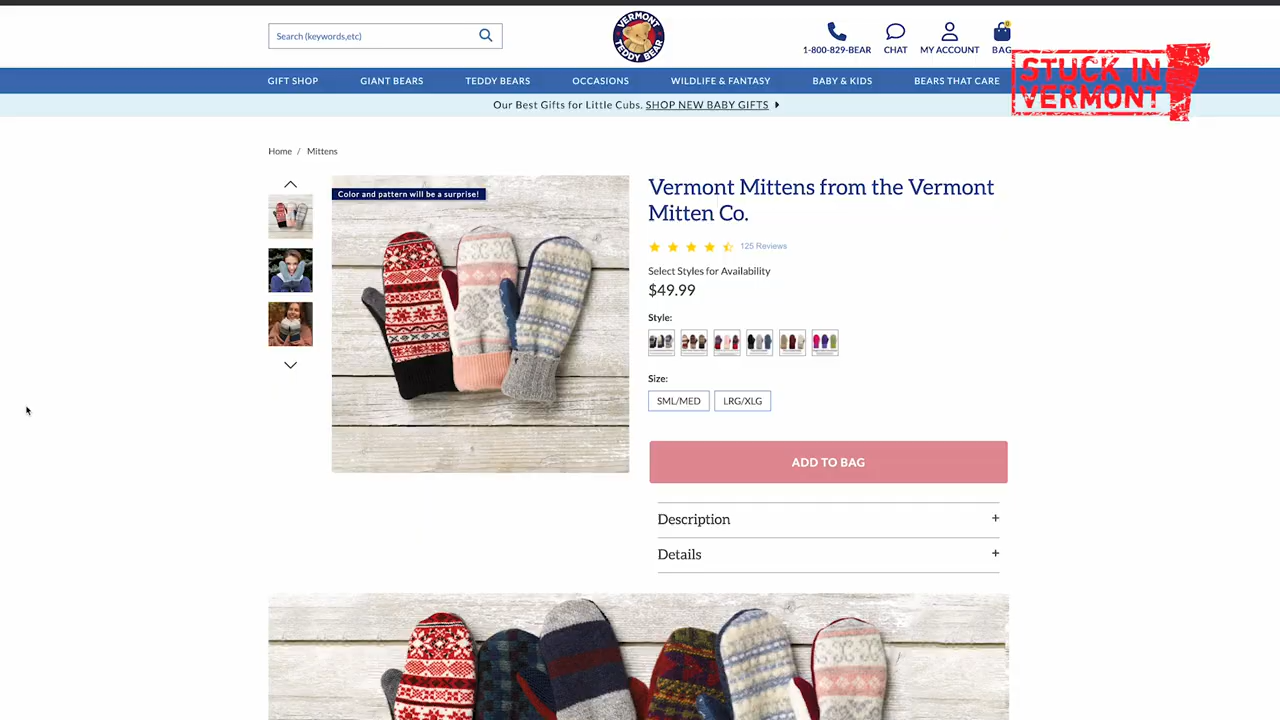 Search (keywords,etc)
VERMONT
TEDDY BEAR
1-800-829-BEAR
CHAT
MY ACCOUNT
0
BAG
GIFT SHOP
GIANT BEARS
TEDDY BEARS
OCCASIONS
WILDLIFE & FANTASY
BABY & KIDS
BEARS THAT CARE
STUCK IN
VERMONT
Our Best Gifts for Little Cubs. SHOP NEW BABY GIFTS
Home / Mittens
Color and pattern will be a surprise!
Vermont Mittens from the Vermont
Mitten Co.
125 Reviews
Select Styles for Availability
$49.99
Style:
Size:
SML/MED
LRG/XLG
ADD TO BAG
Description +
Details +